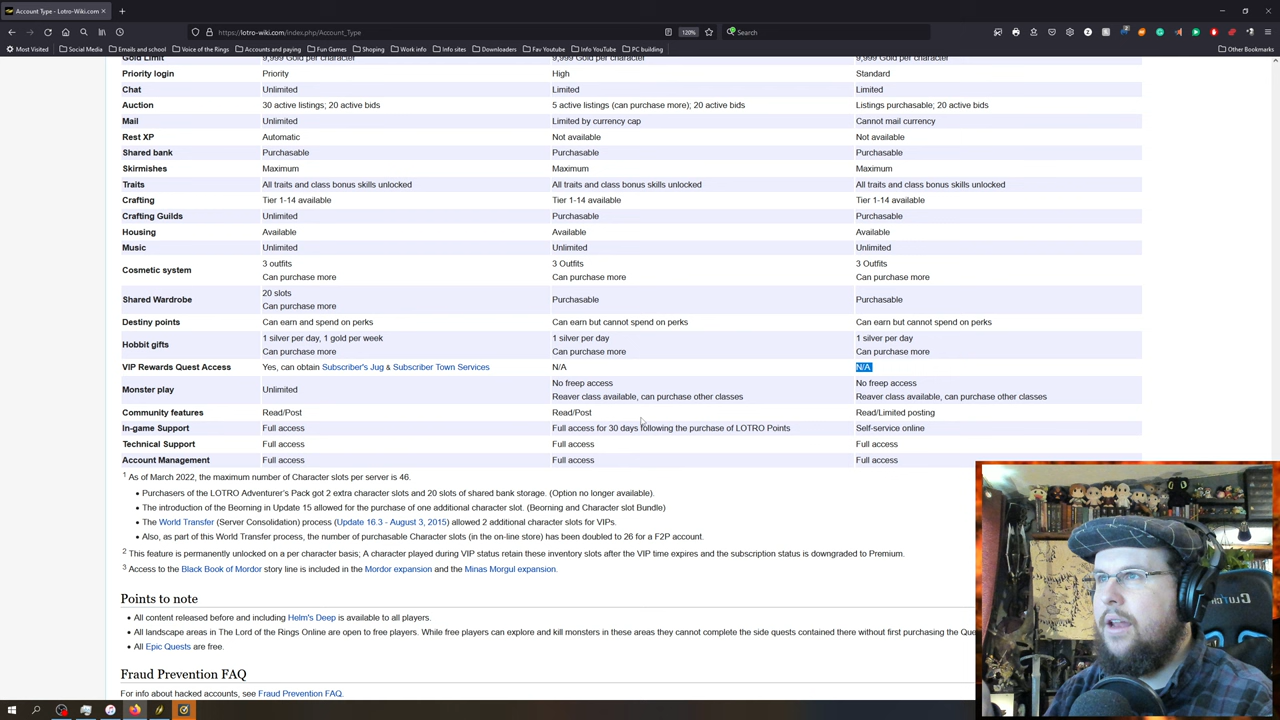 Account Type - Lotro-Wiki.com
https://lotro-wiki.com/index.php/Account_Type 120% Search
Most Visited Social Media Emails and school Voice of the Rings Accounts and paying Fun Games Shoping Work info Info sites Downloaders Fav Youtube Info YouTube PC building Other Bookmarks
Gold Limit 9,999 Gold per character 9,999 Gold per character 9,999 Gold per character
Priority login Priority High Standard
Chat Unlimited Limited Limited
Auction 30 active listings; 20 active bids 5 active listings (can purchase more); 20 active bids Listings purchasable; 20 active bids
Mail Unlimited Limited by currency cap Cannot mail currency
Rest XP Automatic Not available Not available
Shared bank Purchasable Purchasable Purchasable
Skirmishes Maximum Maximum Maximum
Traits All traits and class bonus skills unlocked All traits and class bonus skills unlocked All traits and class bonus skills unlocked
Crafting Tier 1-14 available Tier 1-14 available Tier 1-14 available
Crafting Guilds Unlimited Purchasable Purchasable
Housing Available Available Available
Music Unlimited Unlimited Unlimited
Cosmetic system 3 outfits 3 Outfits 3 Outfits
Can purchase more Can purchase more Can purchase more
Shared Wardrobe 20 slots Purchasable Purchasable
Can purchase more
Destiny points Can earn and spend on perks Can earn but cannot spend on perks Can earn but cannot spend on perks
Hobbit gifts 1 silver per day, 1 gold per week 1 silver per day 1 silver per day
Can purchase more Can purchase more Can purchase more
VIP Rewards Quest Access Yes, can obtain Subscriber's Jug & Subscriber Town Services N/A N/A
Monster play Unlimited No freep access No freep access
Reaver class available, can purchase other classes Reaver class available, can purchase other classes
Community features Read/Post Read/Post Read/Limited posting
In-game Support Full access Full access for 30 days following the purchase of LOTRO Points Self-service online
Technical Support Full access Full access Full access
Account Management Full access Full access Full access
1 As of March 2022, the maximum number of Character slots per server is 46.
• Purchasers of the LOTRO Adventurer's Pack got 2 extra character slots and 20 slots of shared bank storage. (Option no longer available).
• The introduction of the Beorning in Update 15 allowed for the purchase of one additional character slot. (Beorning and Character slot Bundle)
• The World Transfer (Server Consolidation) process (Update 16.3 - August 3, 2015) allowed 2 additional character slots for VIPs.
• Also, as part of this World Transfer process, the number of purchasable Character slots (in the on-line store) has been doubled to 26 for a F2P account.
2 This feature is permanently unlocked on a per character basis; A character played during VIP status retain these inventory slots after the VIP time expires and the subscription status is downgraded to Premium.
3 Access to the Black Book of Mordor story line is included in the Mordor expansion and the Minas Morgul expansion.
Points to note
• All content released before and including Helm's Deep is available to all players.
• All landscape areas in The Lord of the Rings Online are open to free players. While free players can explore and kill monsters in these areas they cannot complete the side quests contained there without first purchasing the Que
• All Epic Quests are free.
Fraud Prevention FAQ
For info about hacked accounts, see Fraud Prevention FAQ.